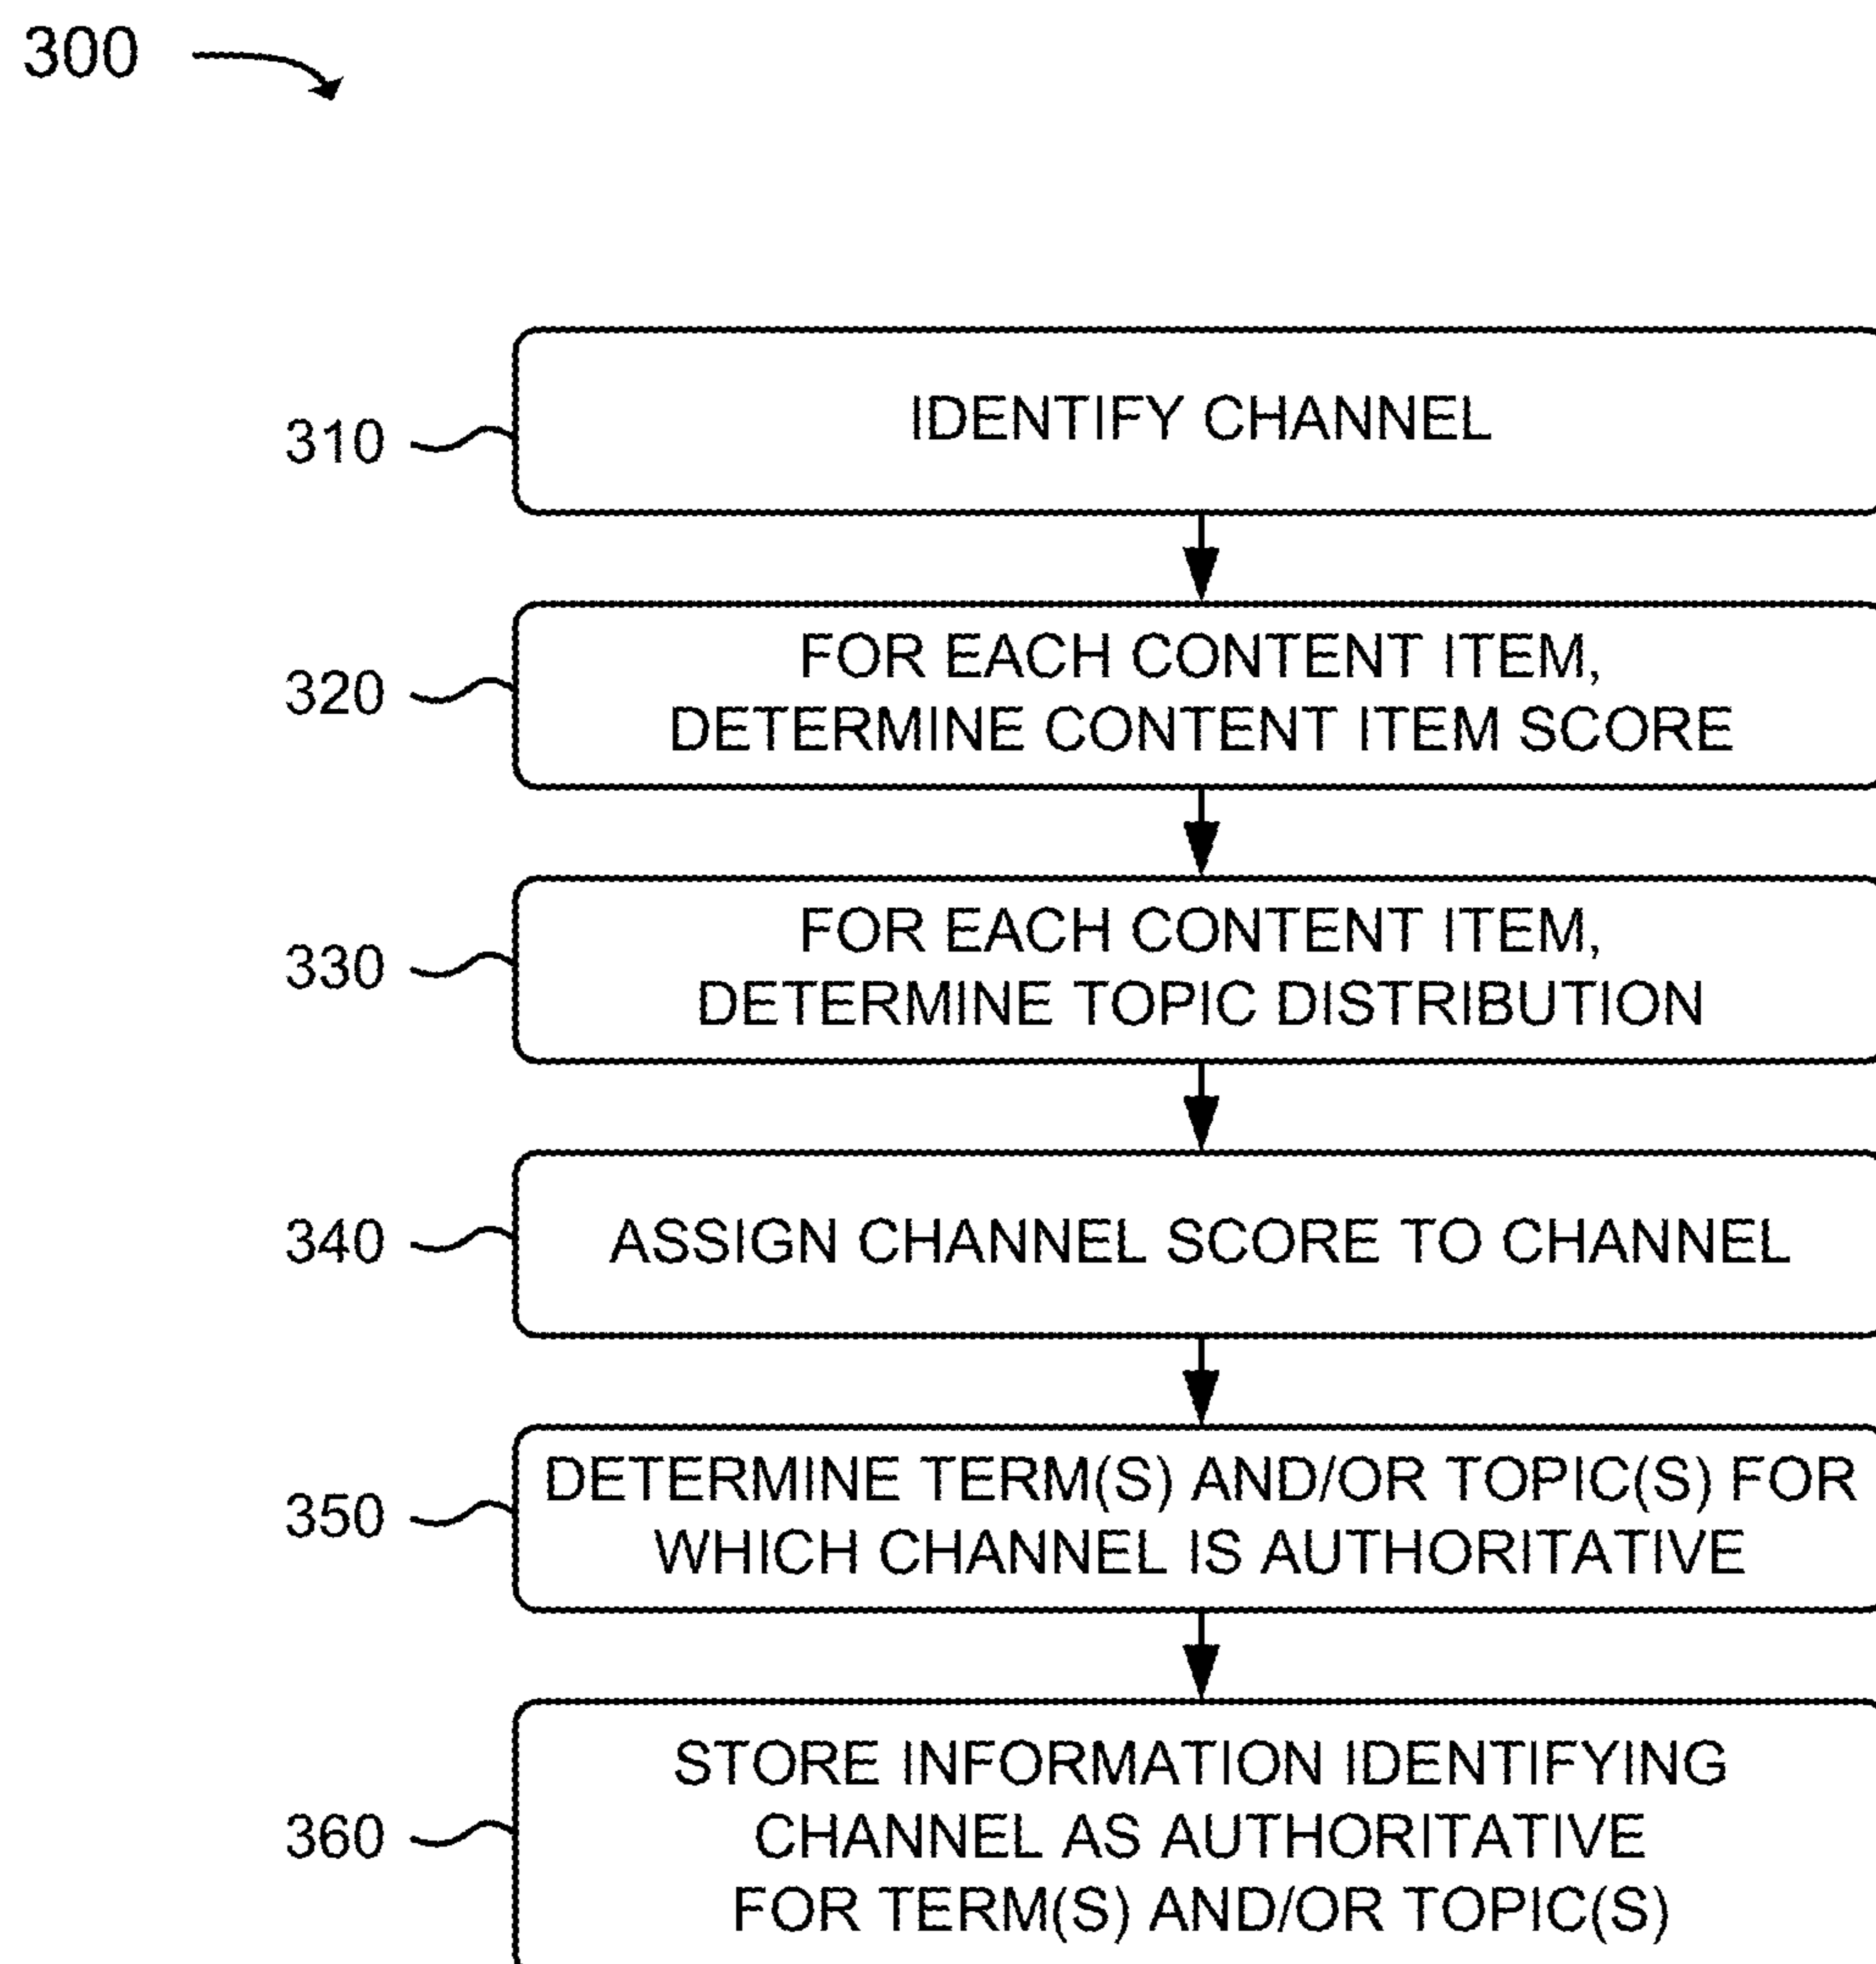 300
310
IDENTIFY CHANNEL
320
FOR EACH CONTENT ITEM,
DETERMINE CONTENT ITEM SCORE
330
FOR EACH CONTENT ITEM,
DETERMINE TOPIC DISTRIBUTION
340
ASSIGN CHANNEL SCORE TO CHANNEL
350
DETERMINE TERM(S) AND/OR TOPIC(S) FOR
WHICH CHANNEL IS AUTHORITATIVE
360
STORE INFORMATION IDENTIFYING
CHANNEL AS AUTHORITATIVE
FOR TERM(S) AND/OR TOPIC(S)